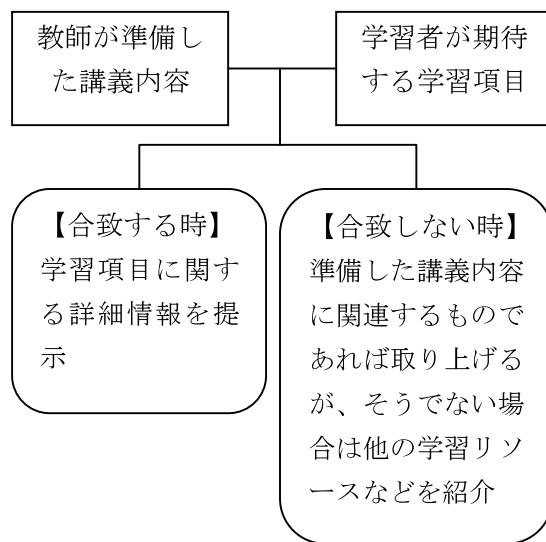 教師が準備し
た講義内容
学習者が期待
する学習項目
【合致する時】
学習項目に関す
る詳細情報を提
示
【合致しない時】
準備した講義内容
に関連するもので
あれば取り上げる
が、そうでない場
合は他の学習リソ
ースなどを紹介